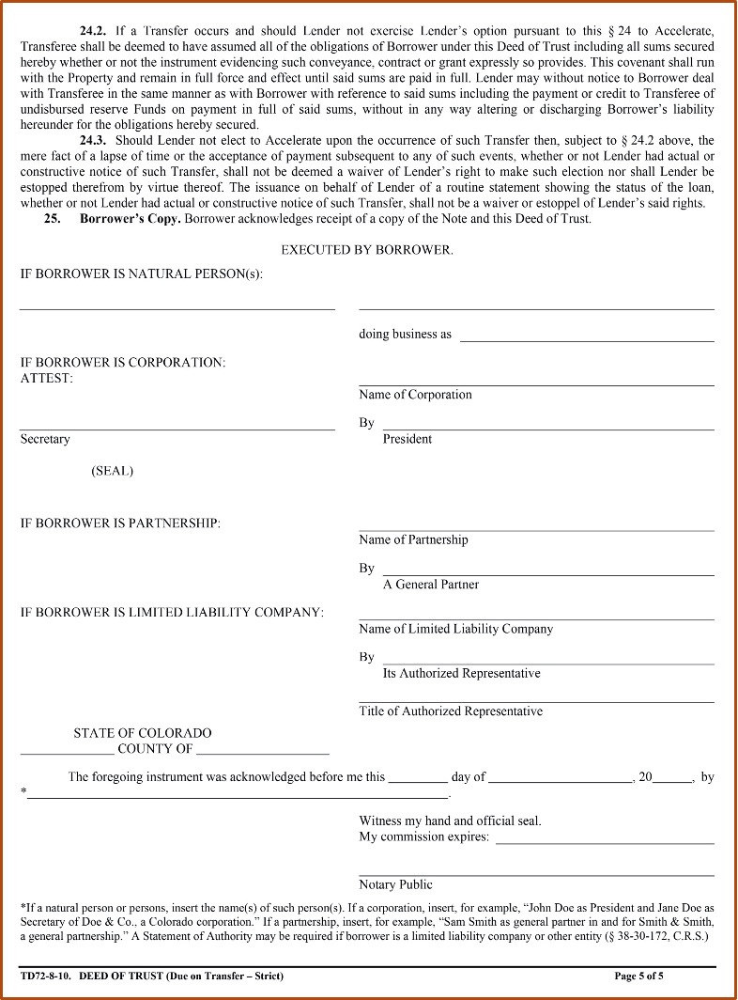 24.2. If a Transfer occurs and should Lender not exercise Lender’s option pursuant to this § 24 to Accelerate,
Transferee shall be deemed to have assumed all of the obligations of Borrower under this Deed of Trust including all sums secured
hereby whether or not the instrument evidencing such conveyance, contract or grant expressly so provides. This covenant shall run
with the Property and remain in full force and effect until said sums are paid in full. Lender may without notice to Borrower deal
with Transferee in the same manner as with Borrower with reference to said sums including the payment or credit to Transferee of
undisbursed reserve Funds on payment in full of said sums, without in any way altering or discharging Borrower’s liability
hereunder for the obligations hereby secured.
24.3. Should Lender not elect to Accelerate upon the occurrence of such Transfer then, subject to § 24.2 above, the
mere fact of a lapse of time or the acceptance of payment subsequent to any of such events, whether or not Lender had actual or
constructive notice of such Transfer, shall not be deemed a waiver of Lender’s right to make such election nor shall Lender be
estopped therefrom by virtue thereof. The issuance on behalf of Lender of a routine statement showing the status of the loan,
whether or not Lender had actual or constructive notice of such Transfer, shall not be a waiver or estoppel of Lender’s said rights.
25. Borrower’s Copy. Borrower acknowledges receipt of a copy of the Note and this Deed of Trust.
EXECUTED BY BORROWER.
IF BORROWER IS NATURAL PERSON(s):
doing business as
IF BORROWER IS CORPORATION:
ATTEST:
Name of Corporation
By
Secretary President
(SEAL)
IF BORROWER IS PARTNERSHIP:
Name of Partnership
By
A General Partner
IF BORROWER IS LIMITED LIABILITY COMPANY:
Name of Limited Liability Company
By
Its Authorized Representative
Title of Authorized Representative
STATE OF COLORADO
______________ COUNTY OF ____________________
The foregoing instrument was acknowledged before me this _________ day of ______________________, 20______, by
*________________________________________________________________.
Witness my hand and official seal.
My commission expires:
Notary Public
*If a natural person or persons, insert the name(s) of such person(s). If a corporation, insert, for example, “John Doe as President and Jane Doe as
Secretary of Doe & Co., a Colorado corporation.” If a partnership, insert, for example, “Sam Smith as general partner in and for Smith & Smith,
a general partnership.” A Statement of Authority may be required if borrower is a limited liability company or other entity (§ 38-30-172, C.R.S.)
TD72-8-10. DEED OF TRUST (Due on Transfer – Strict) Page 5 of 5